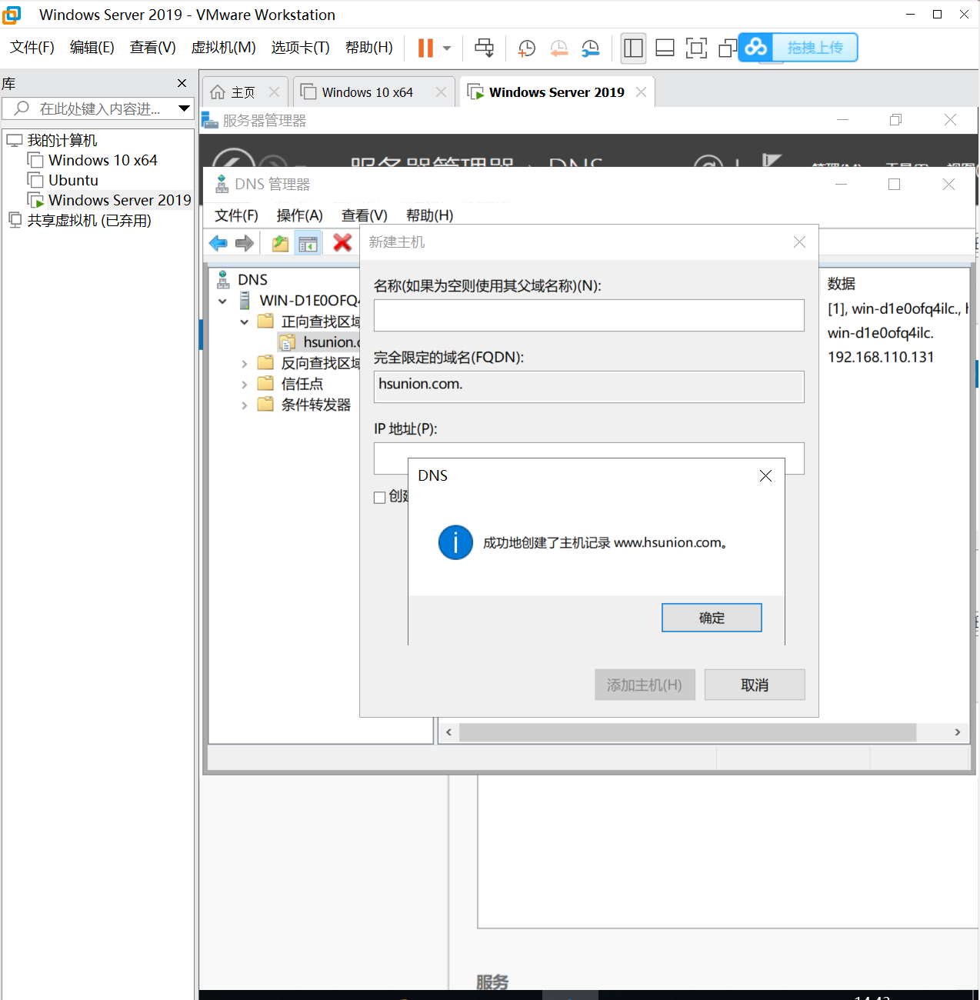 Windows Server 2019 - VMware Workstation
文件(F) 编辑(E) 查看(V) 虚拟机(M) 选项卡(T) 帮助(H)
拖拽上传
库
在此处键入内容进...
我的计算机
Windows 10 x64
Ubuntu
Windows Server 2019
共享虚拟机 (已弃用)
主页
Windows 10 x64
Windows Server 2019
服务器管理器
服务器管理器 DNS
管理(M) 工具(T) 视图
DNS 管理器
文件(F) 操作(A) 查看(V) 帮助(H)
DNS
WIN-D1E0OFQ4
正向查找区域
hsunion.c
反向查找区域
信任点
条件转发器
新建主机
名称(如果为空则使用其父域名称)(N):
完全限定的域名(FQDN):
hsunion.com.
IP 地址(P):
创建
DNS
成功地创建了主机记录 www.hsunion.com。
确定
添加主机(H)
取消
数据
[1], win-d1e0ofq4ilc., h
win-d1e0ofq4ilc.
192.168.110.131
服务